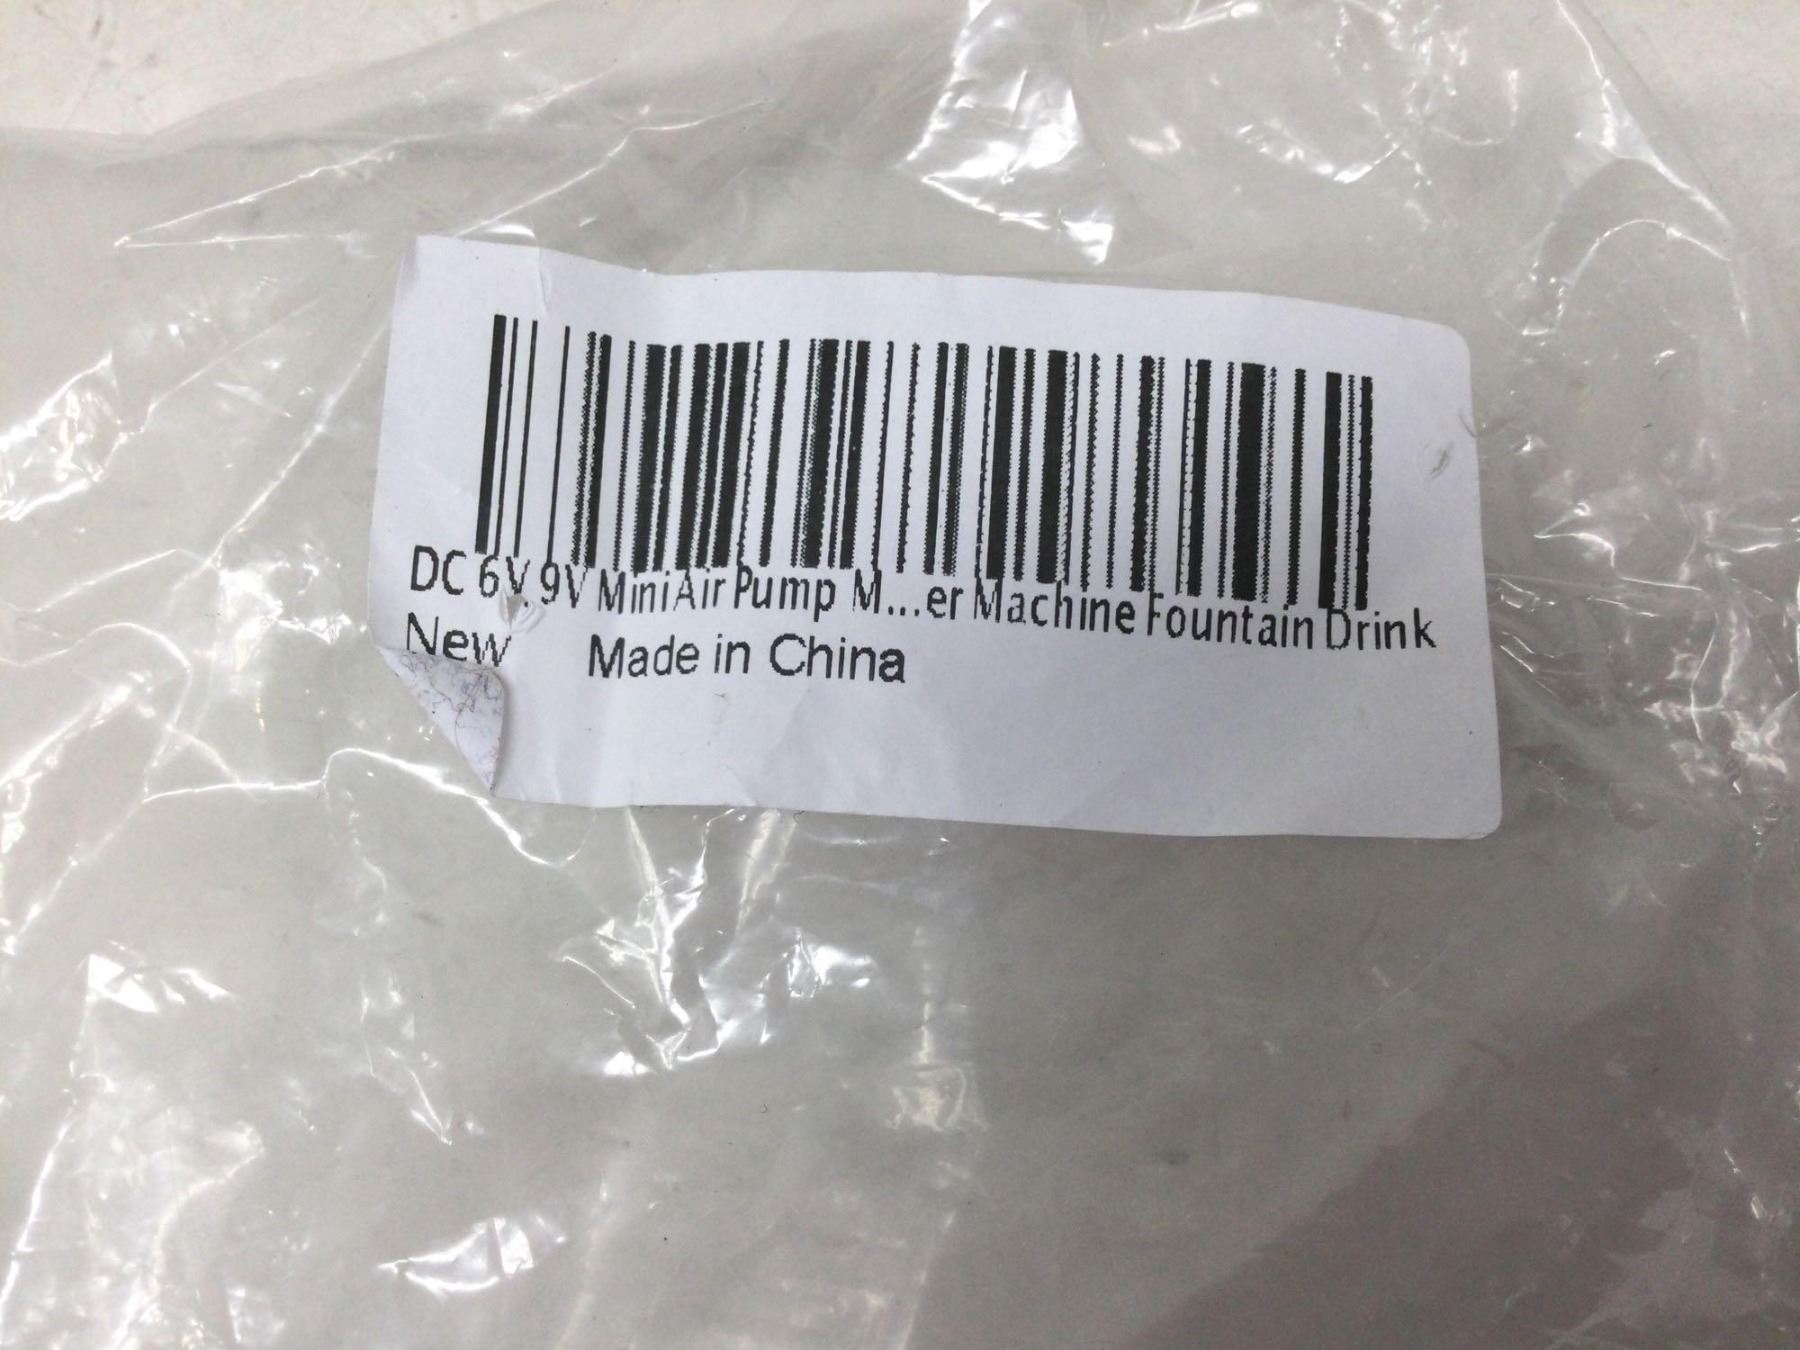 DC 6V 9V Mini Air Pump M...er Machine Fountain Drink
New Made in China